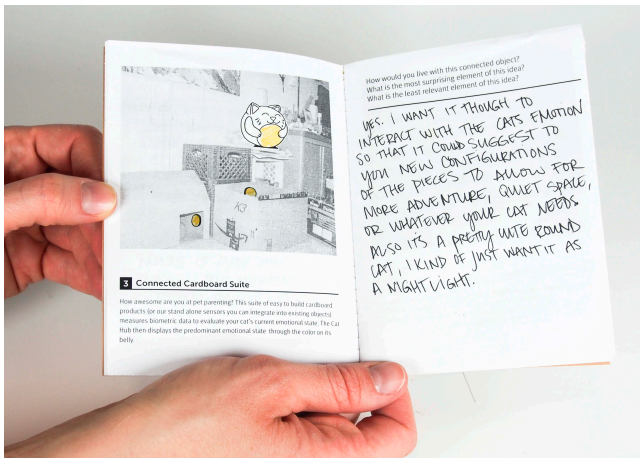 3 Connected Cardboard Suite
How awesome are you at pet parenting? This suite of easy to build cardboard
products (or our stand alone sensors you can integrate into existing objects)
measures biometric data to evaluate your cat's current emotional state. The Cat
Hub then displays the predominant emotional state through the color on its
belly.
How would you live with this connected object?
What is the most surprising element of this idea?
What is the least relevant element of this idea?
YES. I WANT IT THOUGH TO
INTERACT WITH THE CATS EMOTION
SO THAT IT COULD SUGGEST TO
YOU NEW CONFIGURATIONS
OF THE PIECES TO ALLOW FOR
MORE ADVENTURE, QUIET SPACE,
OR WHATEVER YOUR CAT NEEDS
ALSO ITS A PRETTY CUTE ROUND
CAT, I KIND OF JUST WANT IT AS
A NIGHTLIGHT.